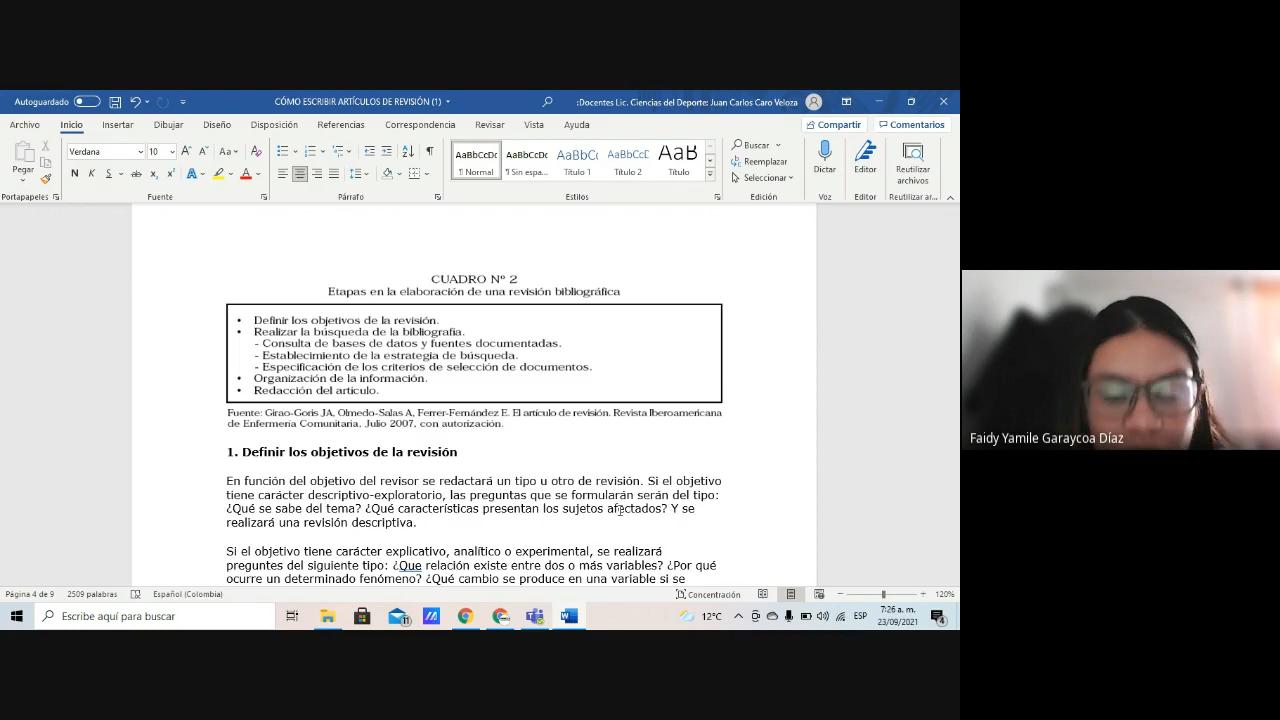 Autoguardado
CÓMO ESCRIBIR ARTÍCULOS DE REVISIÓN (1)
:Docentes Lic. Ciencias del Deporte: Juan Carlos Caro Veloza
Archivo Inicio Insertar Dibujar Diseño Disposición Referencias Correspondencia Revisar Vista Ayuda
Compartir Comentarios
Pegar
Verdana 10
AaBbCcDc AaBbCcDc AaBbCc AaBbCcC AaB
¶ Normal ¶ Sin espa... Título 1 Título 2 Título
Buscar
Reemplazar
Seleccionar
Dictar
Editor
Reutilizar
archivos
Portapapeles Fuente Párrafo Estilos Edición Voz Editor Reutilizar ar...
CUADRO Nº 2
Etapas en la elaboración de una revisión bibliográfica
• Definir los objetivos de la revisión.
• Realizar la búsqueda de la bibliografía.
- Consulta de bases de datos y fuentes documentadas.
- Establecimiento de la estrategia de búsqueda.
- Especificación de los criterios de selección de documentos.
• Organización de la información.
• Redacción del artículo.
Fuente: Girao-Goris JA, Olmedo-Salas A, Ferrer-Fernández E. El artículo de revisión. Revista Iberoamericana
de Enfermería Comunitaria, Julio 2007, con autorización.
1. Definir los objetivos de la revisión
En función del objetivo del revisor se redactará un tipo u otro de revisión. Si el objetivo
tiene carácter descriptivo-exploratorio, las preguntas que se formularán serán del tipo:
¿Qué se sabe del tema? ¿Qué características presentan los sujetos afectados? Y se
realizará una revisión descriptiva.
Si el objetivo tiene carácter explicativo, analítico o experimental, se realizará
preguntes del siguiente tipo: ¿Que relación existe entre dos o más variables? ¿Por qué
ocurre un determinado fenómeno? ¿Qué cambio se produce en una variable si se
Faidy Yamile Garaycoa Díaz
Página 4 de 9 2509 palabras Español (Colombia)
Concentración 120%
Escribe aquí para buscar
11
12°C
ESP
7:26 a. m.
23/09/2021
4